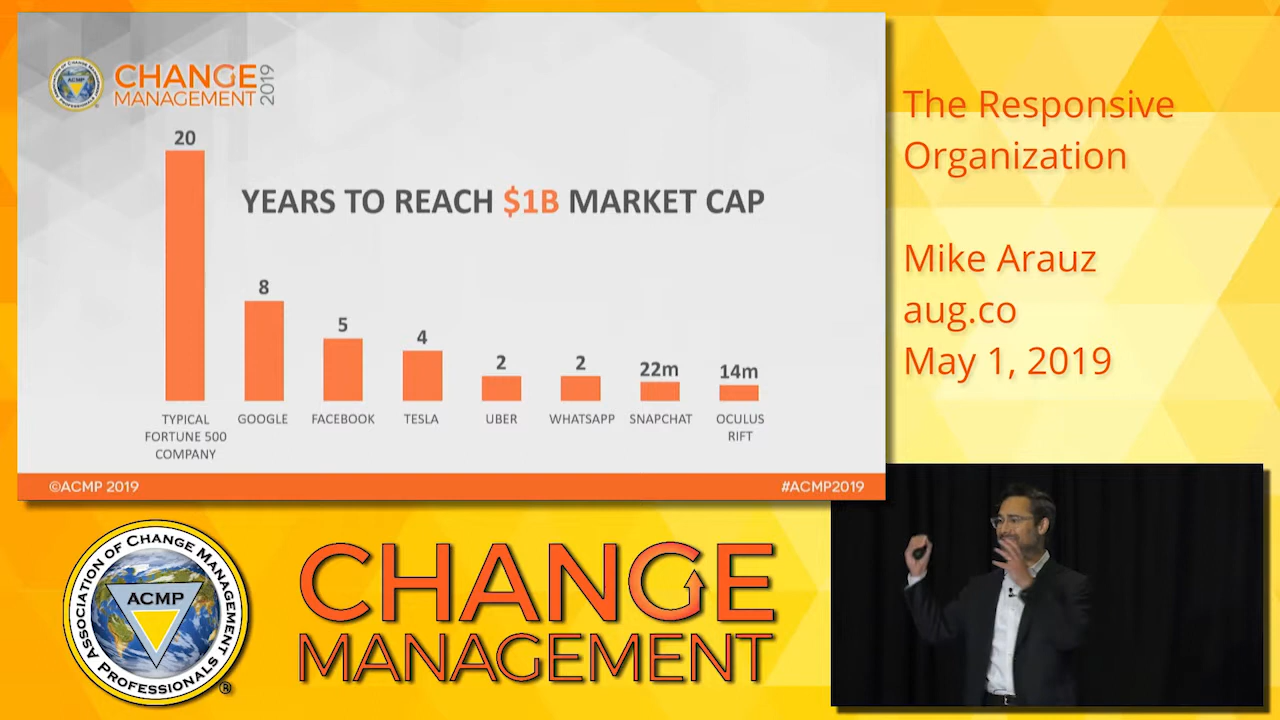 CHANGE
MANAGEMENT 2019
ACMP
YEARS TO REACH $1B MARKET CAP
20
8
5
4
2
2
22m
14m
TYPICAL
FORTUNE 500
COMPANY
GOOGLE
FACEBOOK
TESLA
UBER
WHATSAPP
SNAPCHAT
OCULUS
RIFT
©ACMP 2019
#ACMP2019
The Responsive
Organization
Mike Arauz
aug.co
May 1, 2019
ASSOCIATION OF CHANGE MANAGEMENT PROFESSIONALS
ACMP
®
CHANGE
MANAGEMENT